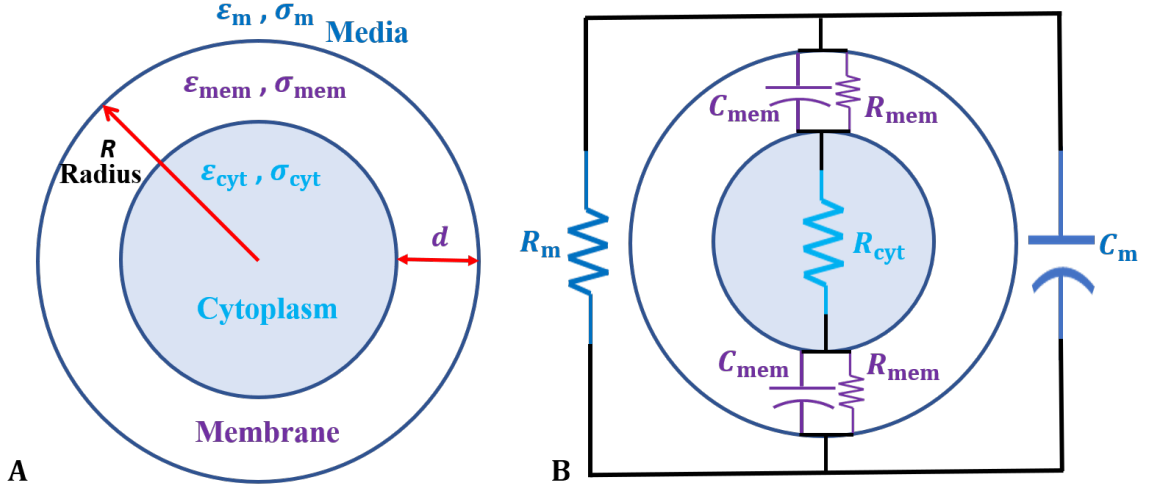 εm , σm
Media
εmem , σmem
R
Radius
εcyt , σcyt
d
Cytoplasm
Membrane
A
Cmem
Rmem
Rm
Rcyt
Cm
Cmem
Rmem
B